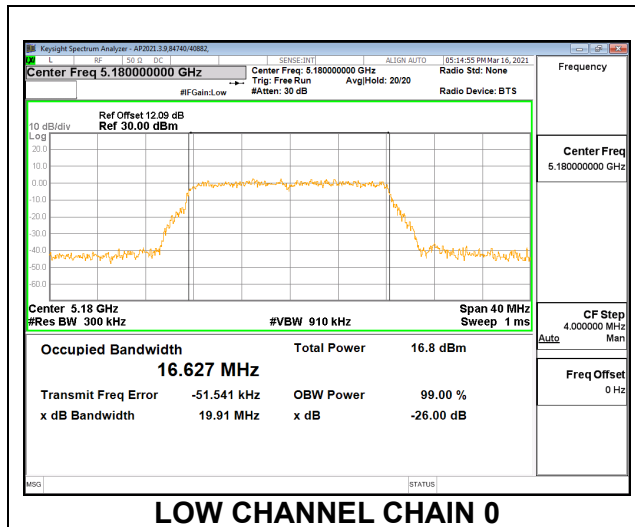 Keysight Spectrum Analyzer - AP2021.3.9,84740/40882,
LXI L RF 50 Ω DC SENSE:INT ALIGN AUTO 05:14:55 PM Mar 16, 2021
Center Freq 5.180000000 GHz
Center Freq: 5.180000000 GHz Radio Std: None
Trig: Free Run Avg|Hold: 20/20
#IFGain:Low #Atten: 30 dB Radio Device: BTS
Ref Offset 12.09 dB
10 dB/div Ref 30.00 dBm
Log
20.0
10.0
0.00
-10.0
-20.0
-30.0
-40.0
-50.0
-60.0
Center 5.18 GHz Span 40 MHz
#Res BW 300 kHz #VBW 910 kHz Sweep 1 ms
Occupied Bandwidth Total Power 16.8 dBm
16.627 MHz
Transmit Freq Error -51.541 kHz OBW Power 99.00 %
x dB Bandwidth 19.91 MHz x dB -26.00 dB
MSG STATUS
Frequency
Center Freq
5.180000000 GHz
CF Step
4.000000 MHz
Auto Man
Freq Offset
0 Hz
LOW CHANNEL CHAIN 0